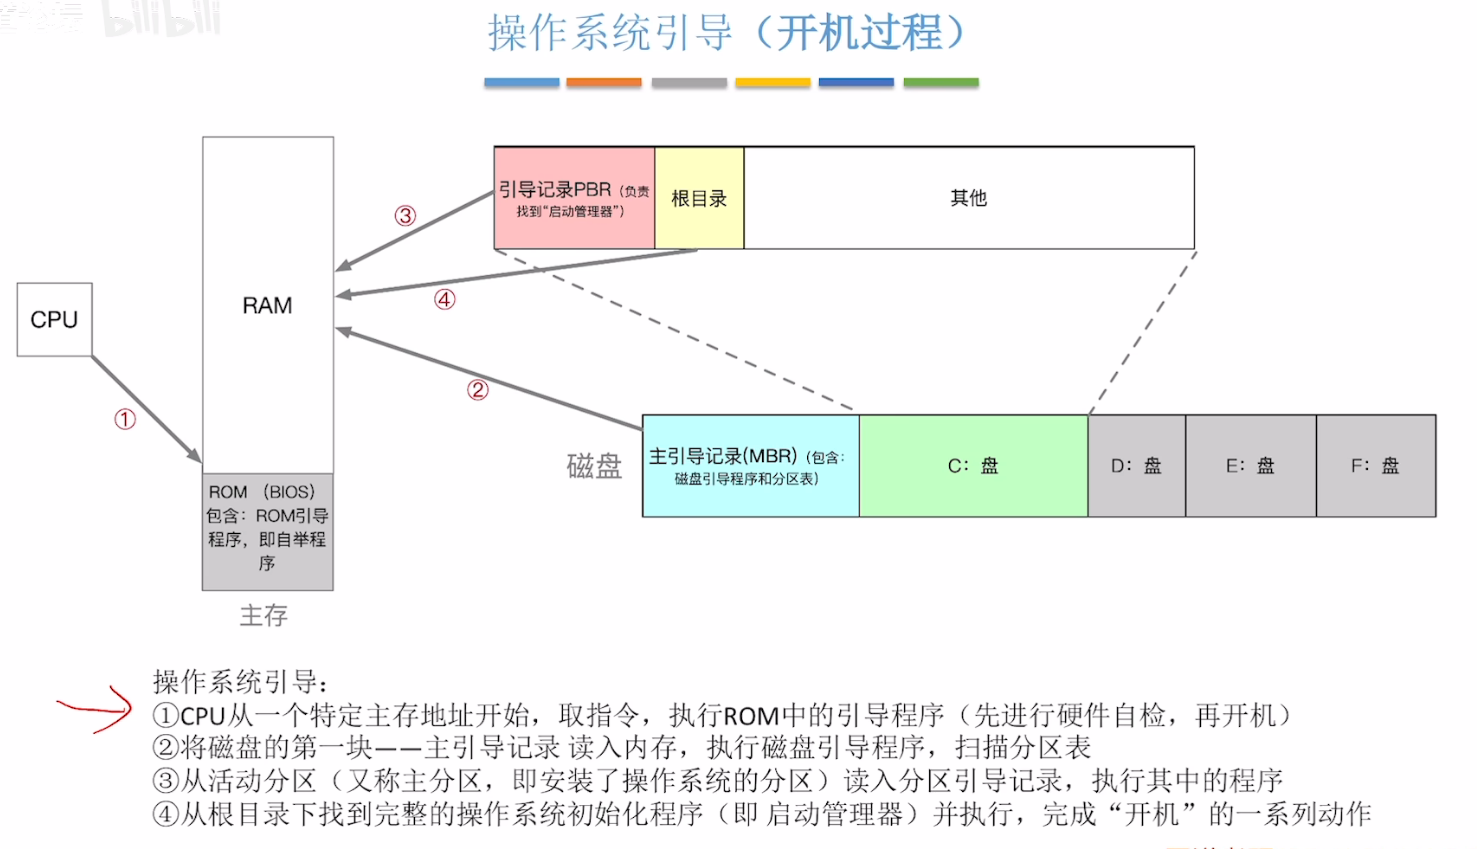 bilibili
操作系统引导（开机过程）
引导记录PBR（负责
找到“启动管理器”）
根目录
其他
③
④
CPU
RAM
②
①
磁盘
主引导记录(MBR)（包含：
磁盘引导程序和分区表）
C：盘
D：盘
E：盘
F：盘
ROM （BIOS）
包含：ROM引导
程序，即自举程
序
主存
操作系统引导：
①CPU从一个特定主存地址开始，取指令，执行ROM中的引导程序（先进行硬件自检，再开机）
②将磁盘的第一块——主引导记录 读入内存，执行磁盘引导程序，扫描分区表
③从活动分区（又称主分区，即安装了操作系统的分区）读入分区引导记录，执行其中的程序
④从根目录下找到完整的操作系统初始化程序（即 启动管理器）并执行，完成“开机”的一系列动作